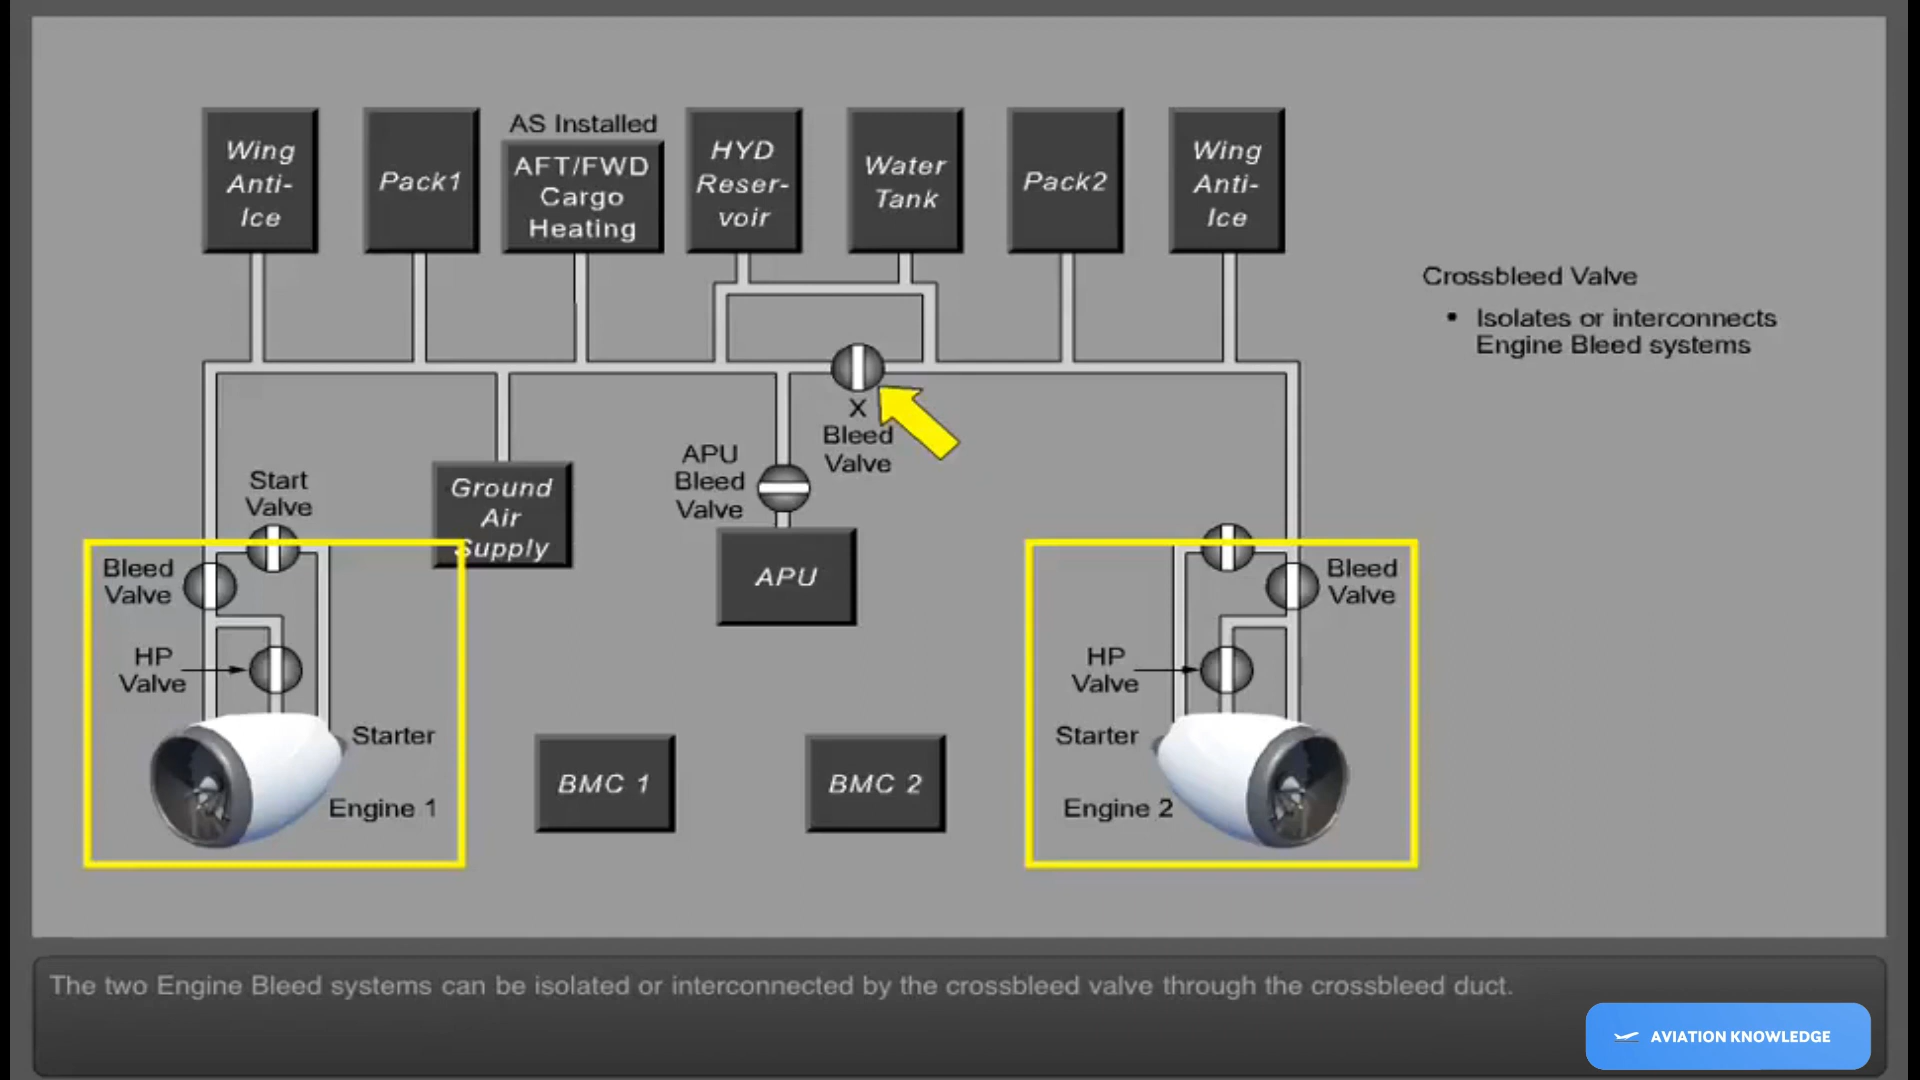 Wing
Anti-
Ice
Pack1
AS Installed
AFT/FWD
Cargo
Heating
HYD
Reser-
voir
Water
Tank
Pack2
Wing
Anti-
Ice
Crossbleed Valve
• Isolates or interconnects
Engine Bleed systems
X
Bleed
Valve
APU
Bleed
Valve
Start
Valve
Ground
Air
Supply
APU
Bleed
Valve
Bleed
Valve
HP
Valve
HP
Valve
Starter
Starter
Engine 1
BMC 1
BMC 2
Engine 2
The two Engine Bleed systems can be isolated or interconnected by the crossbleed valve through the crossbleed duct.
AVIATION KNOWLEDGE